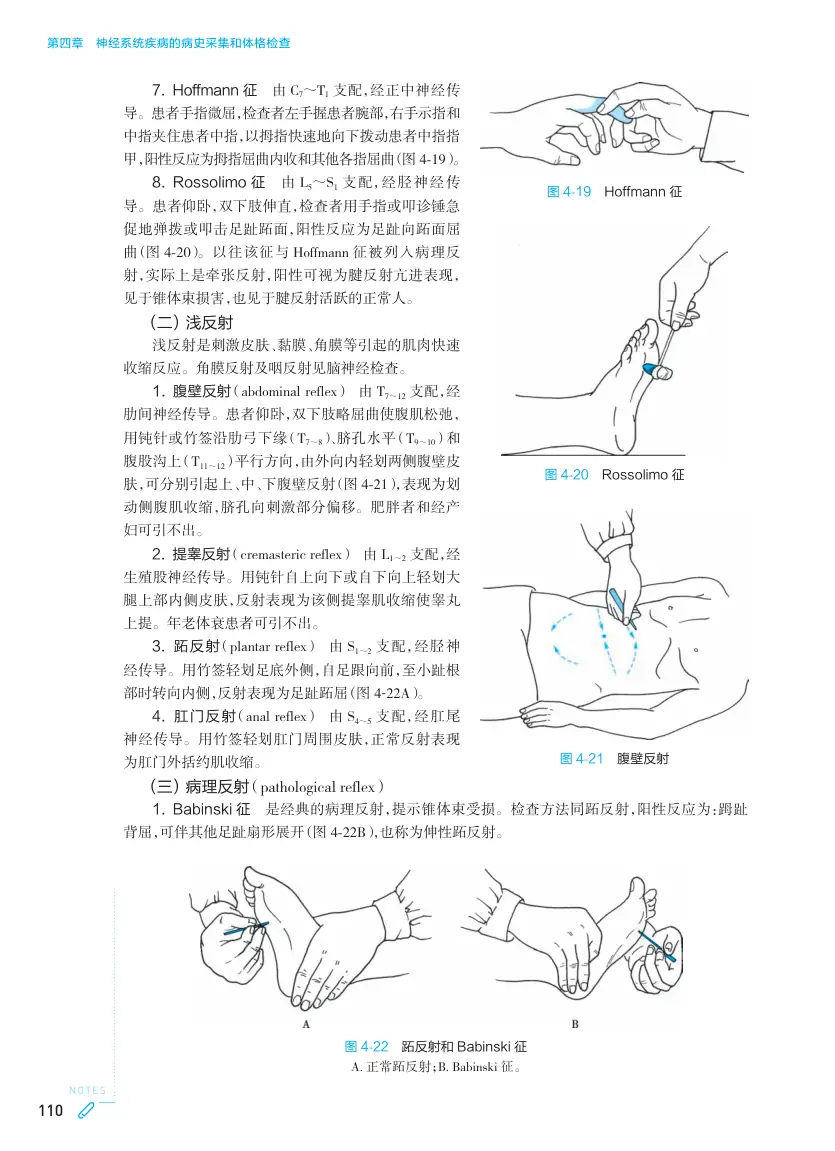 第四章 神经系统疾病的病史采集和体格检查
7. Hoffmann 征 由 C₇～T₁ 支配,经正中神经传
导。患者手指微屈,检查者左手握患者腕部,右手示指和
中指夹住患者中指,以拇指快速地向下拨动患者中指指
甲,阳性反应为拇指屈曲内收和其他各指屈曲(图 4-19)。
8. Rossolimo 征 由 L₅～S₁ 支配,经胫神经传
导。患者仰卧,双下肢伸直,检查者用手指或叩诊锤急
促地弹拨或叩击足趾跖面,阳性反应为足趾向跖面屈
曲(图 4-20)。以往该征与 Hoffmann 征被列入病理反
射,实际上是牵张反射,阳性可视为腱反射亢进表现,
见于锥体束损害,也见于腱反射活跃的正常人。
(二) 浅反射
浅反射是刺激皮肤、黏膜、角膜等引起的肌肉快速
收缩反应。角膜反射及咽反射见脑神经检查。
1. 腹壁反射(abdominal reflex) 由 T₇～₁₂ 支配,经
肋间神经传导。患者仰卧,双下肢略屈曲使腹肌松弛,
用钝针或竹签沿肋弓下缘(T₇～₈)、脐孔水平(T₉～₁₀)和
腹股沟上(T₁₁～₁₂)平行方向,由外向内轻划两侧腹壁皮
肤,可分别引起上、中、下腹壁反射(图 4-21),表现为划
动侧腹肌收缩,脐孔向刺激部分偏移。肥胖者和经产
妇可引不出。
2. 提睾反射(cremasteric reflex) 由 L₁～₂ 支配,经
生殖股神经传导。用钝针自上向下或自下向上轻划大
腿上部内侧皮肤,反射表现为该侧提睾肌收缩使睾丸
上提。年老体衰患者可引不出。
3. 跖反射(plantar reflex) 由 S₁～₂ 支配,经胫神
经传导。用竹签轻划足底外侧,自足跟向前,至小趾根
部时转向内侧,反射表现为足趾跖屈(图 4-22A)。
4. 肛门反射(anal reflex) 由 S₄～₅ 支配,经肛尾
神经传导。用竹签轻划肛门周围皮肤,正常反射表现
为肛门外括约肌收缩。
图 4-19 Hoffmann 征
图 4-20 Rossolimo 征
图 4-21 腹壁反射
(三) 病理反射(pathological reflex)
1. Babinski 征 是经典的病理反射,提示锥体束受损。检查方法同跖反射,阳性反应为:踇趾
背屈,可伴其他足趾扇形展开(图 4-22B),也称为伸性跖反射。
A B
图 4-22 跖反射和 Babinski 征
A. 正常跖反射;B. Babinski 征。
NOTES
110